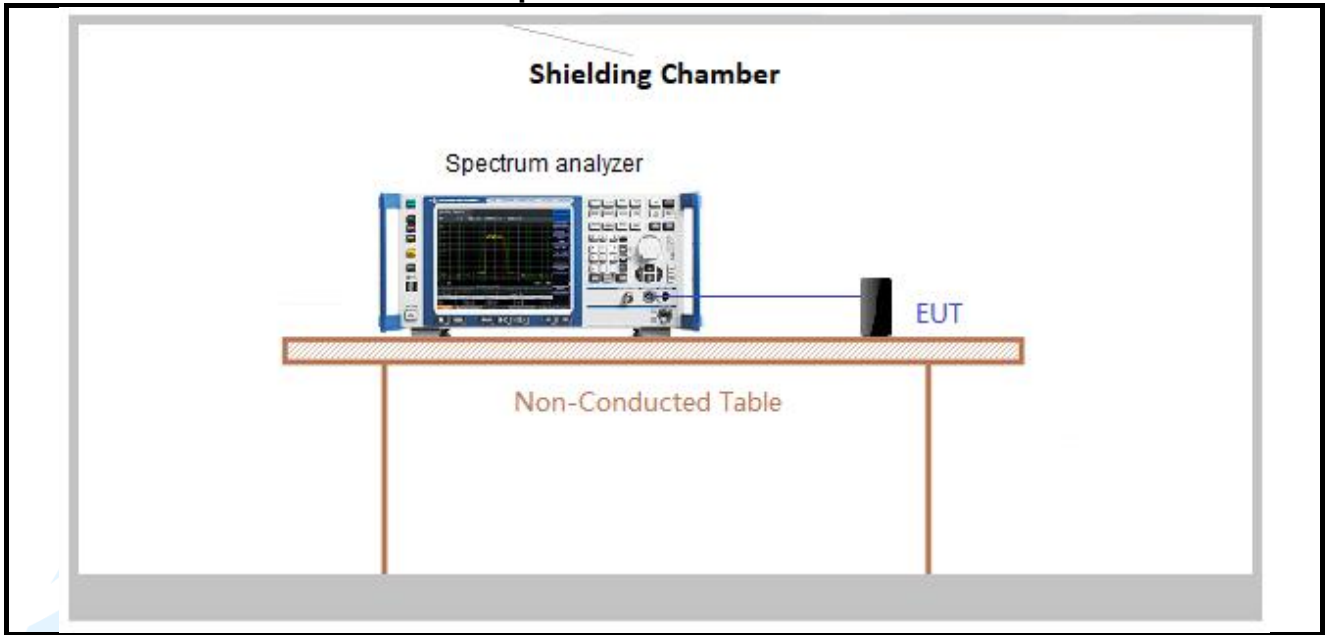 Shielding Chamber
Spectrum analyzer
EUT
Non-Conducted Table